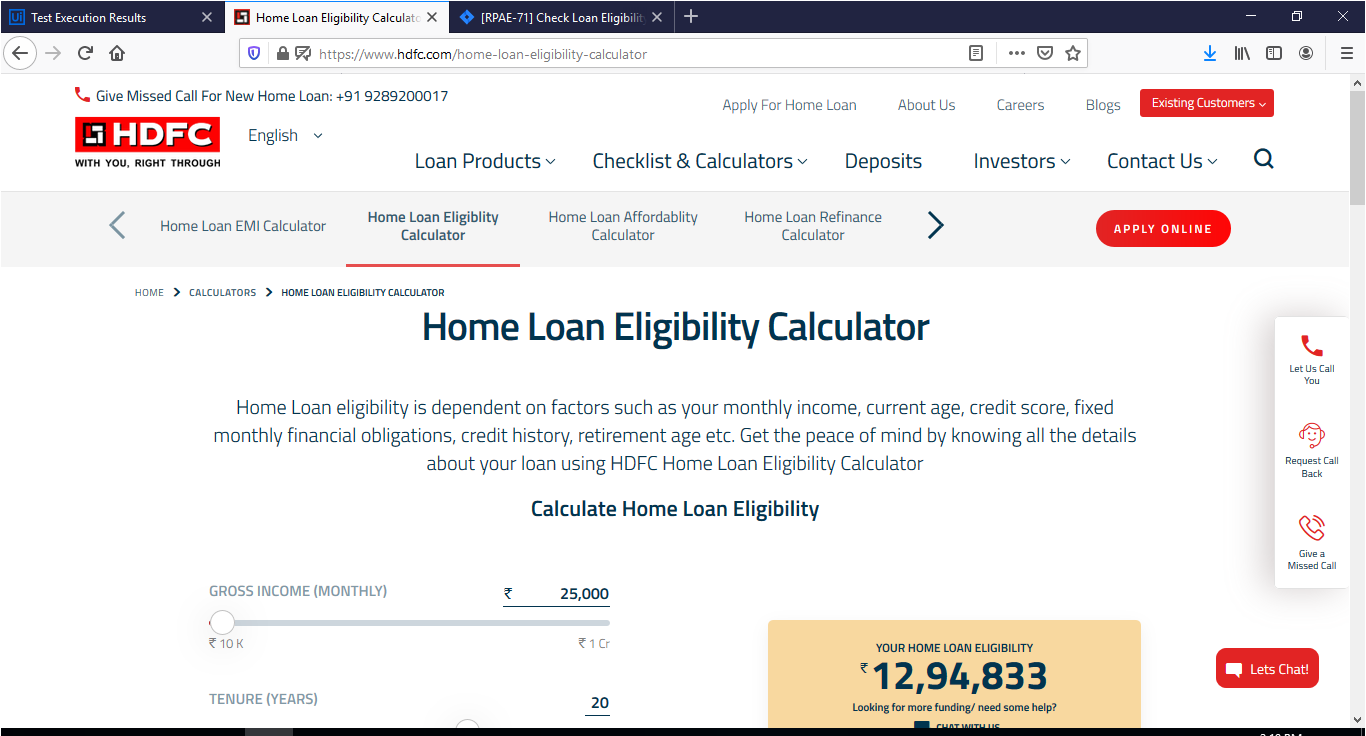 Test Execution Results
Home Loan Eligibility Calculato
[RPAE-71] Check Loan Eligibility
https://www.hdfc.com/home-loan-eligibility-calculator
Give Missed Call For New Home Loan: +91 9289200017
Apply For Home Loan
About Us
Careers
Blogs
Existing Customers
HDFC
WITH YOU, RIGHT THROUGH
English
Loan Products
Checklist & Calculators
Deposits
Investors
Contact Us
Home Loan EMI Calculator
Home Loan Eligiblity
Calculator
Home Loan Affordablity
Calculator
Home Loan Refinance
Calculator
APPLY ONLINE
HOME > CALCULATORS > HOME LOAN ELIGIBILITY CALCULATOR
Home Loan Eligibility Calculator
Home Loan eligibility is dependent on factors such as your monthly income, current age, credit score, fixed
monthly financial obligations, credit history, retirement age etc. Get the peace of mind by knowing all the details
about your loan using HDFC Home Loan Eligibility Calculator
Calculate Home Loan Eligibility
Let Us Call
You
Request Call
Back
Give a
Missed Call
GROSS INCOME (MONTHLY)
₹ 25,000
₹ 10 K
₹ 1 Cr
TENURE (YEARS)
20
YOUR HOME LOAN ELIGIBILITY
₹ 12,94,833
Looking for more funding/ need some help?
CHAT WITH US
Lets Chat!